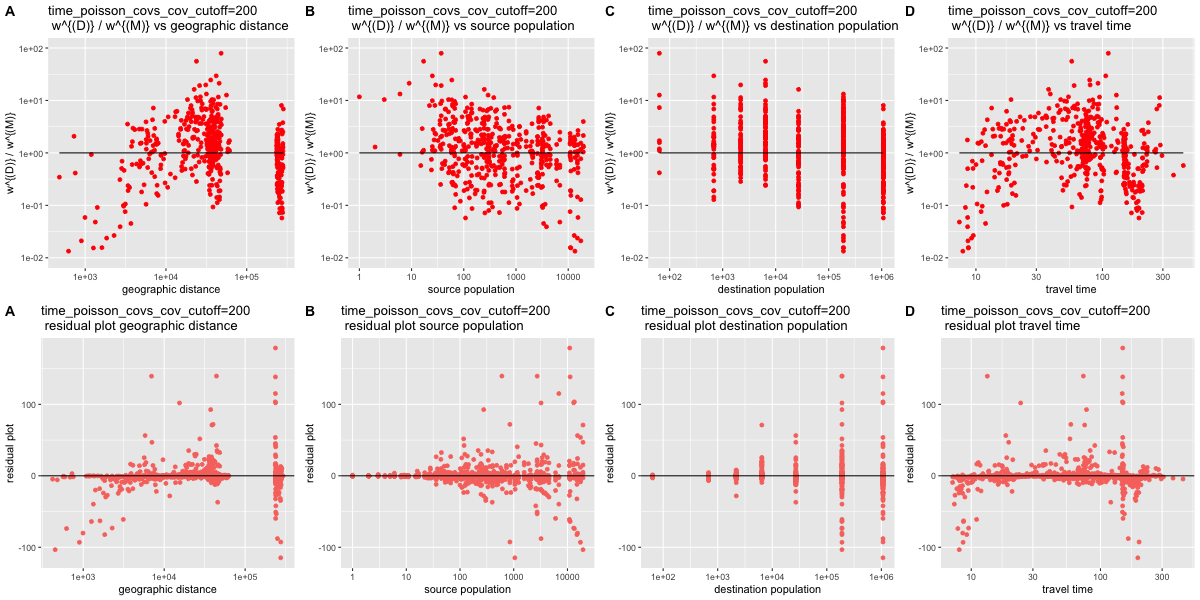 A
time_poisson_covs_cov_cutoff=200
w^{(D)} / w^{(M)} vs geographic distance
w^{(D)} / w^{(M)}
1e+02
1e+01
1e+00
1e-01
1e-02
1e+03
1e+04
1e+05
geographic distance
B
time_poisson_covs_cov_cutoff=200
w^{(D)} / w^{(M)} vs source population
w^{(D)} / w^{(M)}
1e+02
1e+01
1e+00
1e-01
1e-02
1
10
100
1000
10000
source population
C
time_poisson_covs_cov_cutoff=200
w^{(D)} / w^{(M)} vs destination population
w^{(D)} / w^{(M)}
1e+02
1e+01
1e+00
1e-01
1e-02
1e+02
1e+03
1e+04
1e+05
1e+06
destination population
D
time_poisson_covs_cov_cutoff=200
w^{(D)} / w^{(M)} vs travel time
w^{(D)} / w^{(M)}
1e+02
1e+01
1e+00
1e-01
1e-02
10
30
100
300
travel time
A
time_poisson_covs_cov_cutoff=200
residual plot geographic distance
residual plot
100
0
-100
1e+03
1e+04
1e+05
geographic distance
B
time_poisson_covs_cov_cutoff=200
residual plot source population
residual plot
100
0
-100
1
10
100
1000
10000
source population
C
time_poisson_covs_cov_cutoff=200
residual plot destination population
residual plot
100
0
-100
1e+02
1e+03
1e+04
1e+05
1e+06
destination population
D
time_poisson_covs_cov_cutoff=200
residual plot travel time
residual plot
100
0
-100
10
30
100
300
travel time